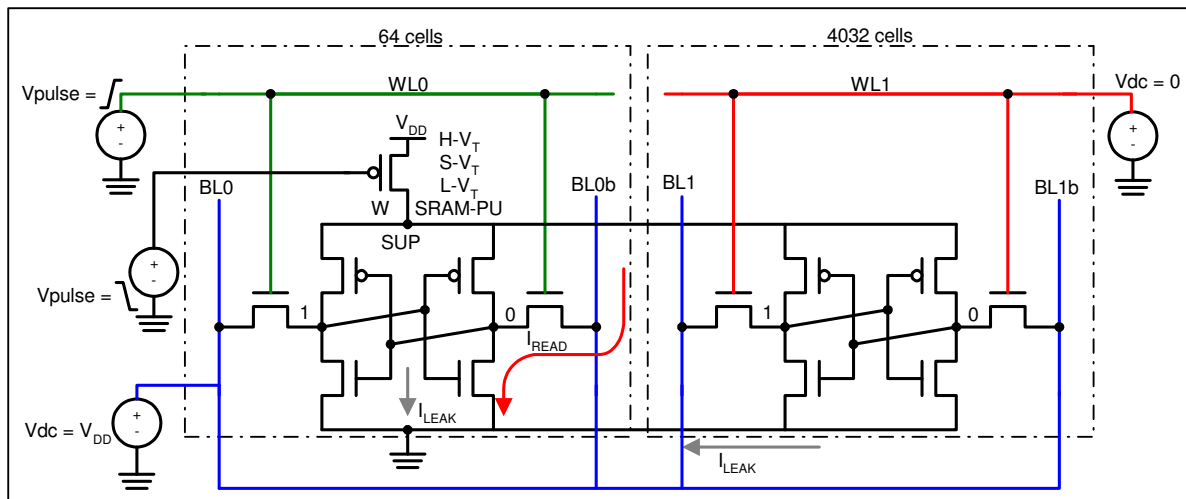 64 cells
4032 cells
Vpulse =
WL0
WL1
Vdc = 0
+
-
+
-
VDD
H-VT
S-VT
L-VT
BL0
BL0b
BL1
BL1b
W
SRAM-PU
SUP
+
-
Vpulse =
1
0
1
0
IREAD
ILEAK
Vdc = VDD
+
-
ILEAK